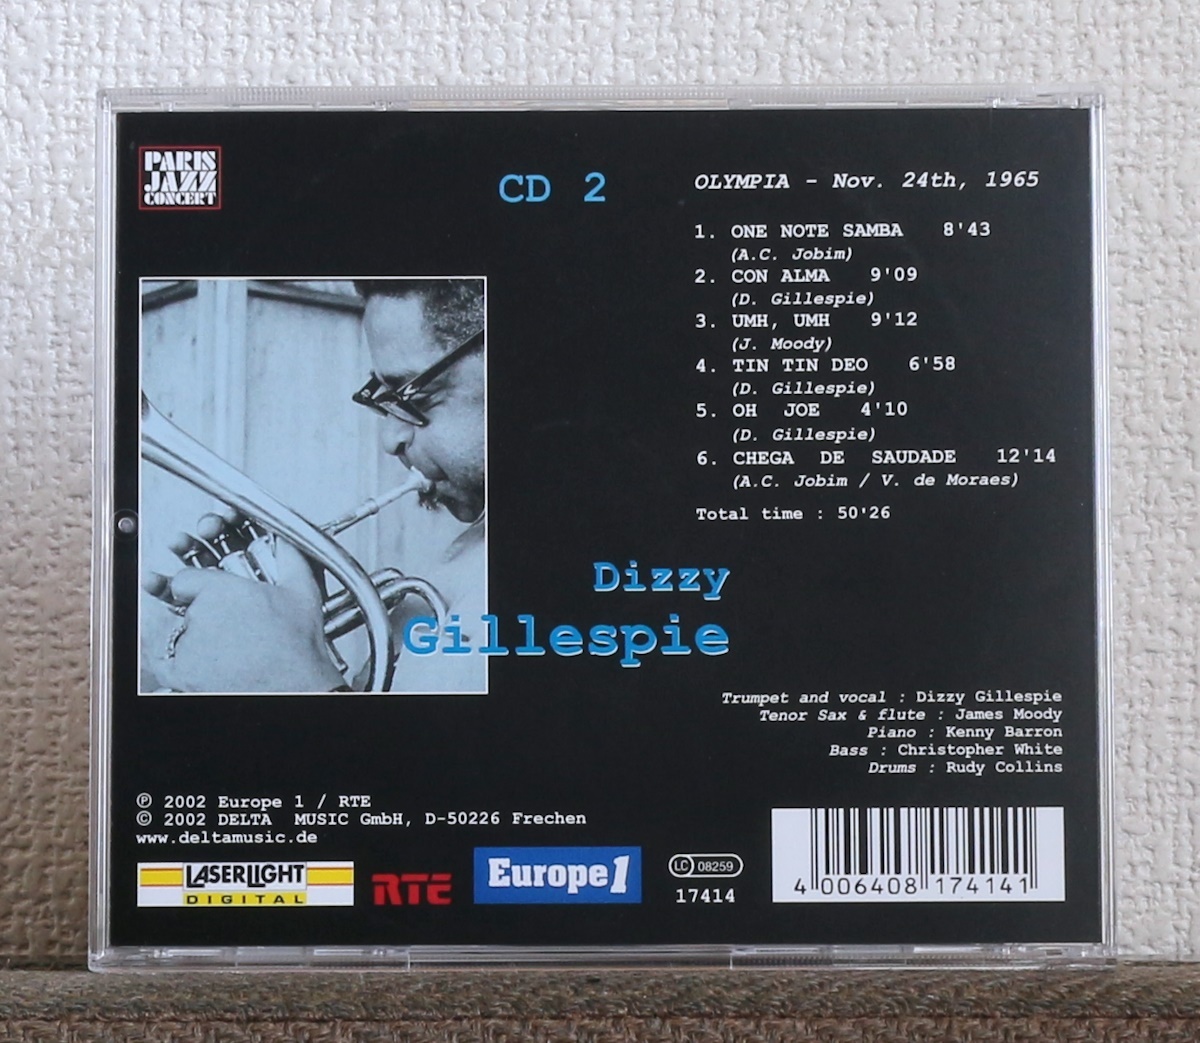 PARIS
JAZZ
CONCERT
CD 2
OLYMPIA - Nov. 24th, 1965
1. ONE NOTE SAMBA 8'43
(A.C. Jobim)
2. CON ALMA 9'09
(D. Gillespie)
3. UMH, UMH 9'12
(J. Moody)
4. TIN TIN DEO 6'58
(D. Gillespie)
5. OH JOE 4'10
(D. Gillespie)
6. CHEGA DE SAUDADE 12'14
(A.C. Jobim / V. de Moraes)
Total time : 50'26
Dizzy
Gillespie
Trumpet and vocal : Dizzy Gillespie
Tenor Sax & flute : James Moody
Piano : Kenny Barron
Bass : Christopher White
Drums : Rudy Collins
℗ 2002 Europe 1 / RTE
© 2002 DELTA MUSIC GmbH, D-50226 Frechen
www.deltamusic.de
LASERLIGHT
DIGITAL
RTE
Europe 1
LC 08259
17414
4 006408 174141